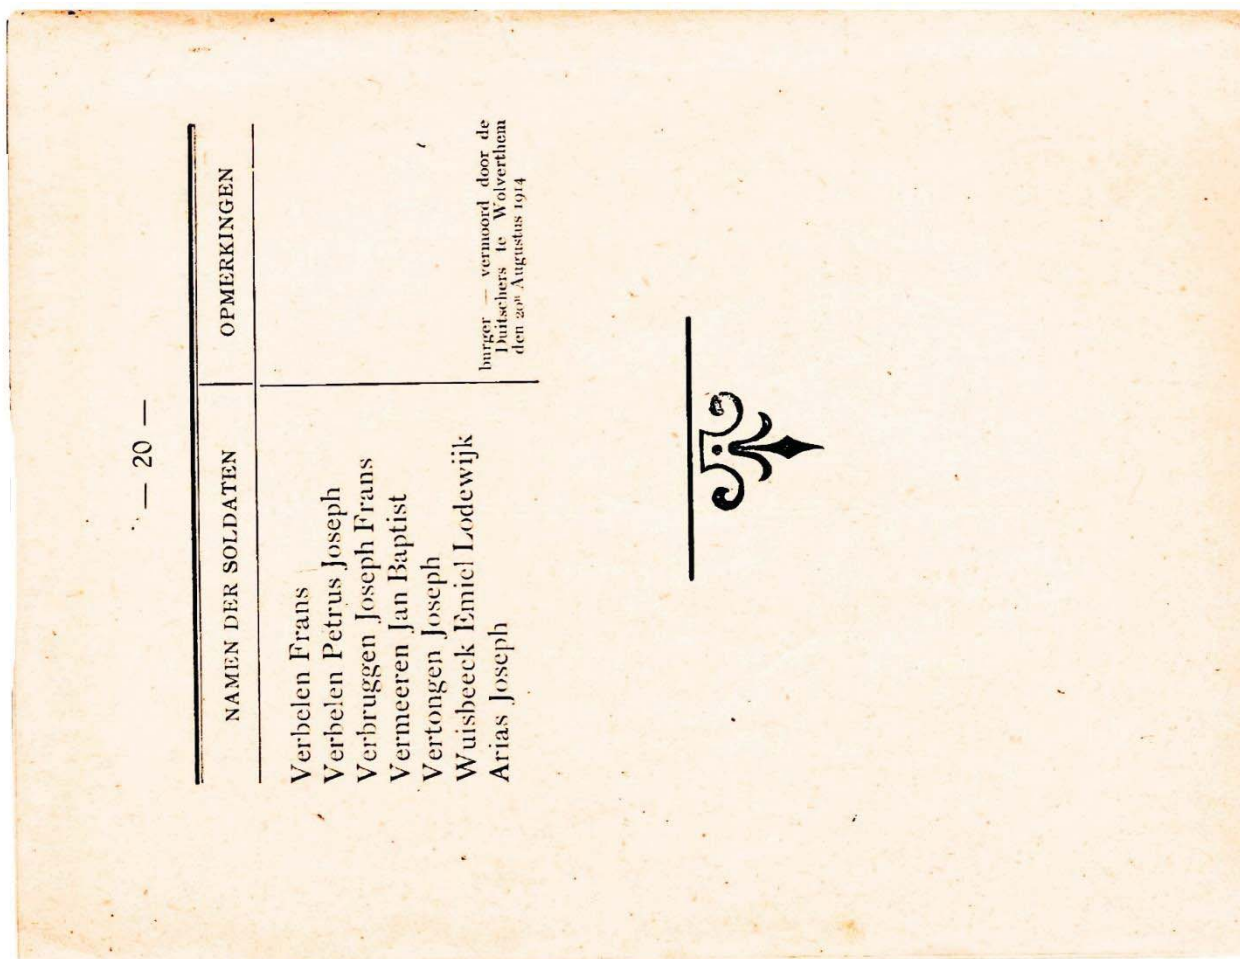 — 20 —
NAMEN DER SOLDATEN OPMERKINGEN
Verbelen Frans
Verbelen Petrus Joseph
Verbruggen Joseph Frans
Vermeeren Jan Baptist
Vertongen Joseph
Wuisbeeck Emiel Lodewijk
Arias Joseph burger — vermoord door de
Duitschers te Wolverthem
den 20ⁿ Augustus 1914